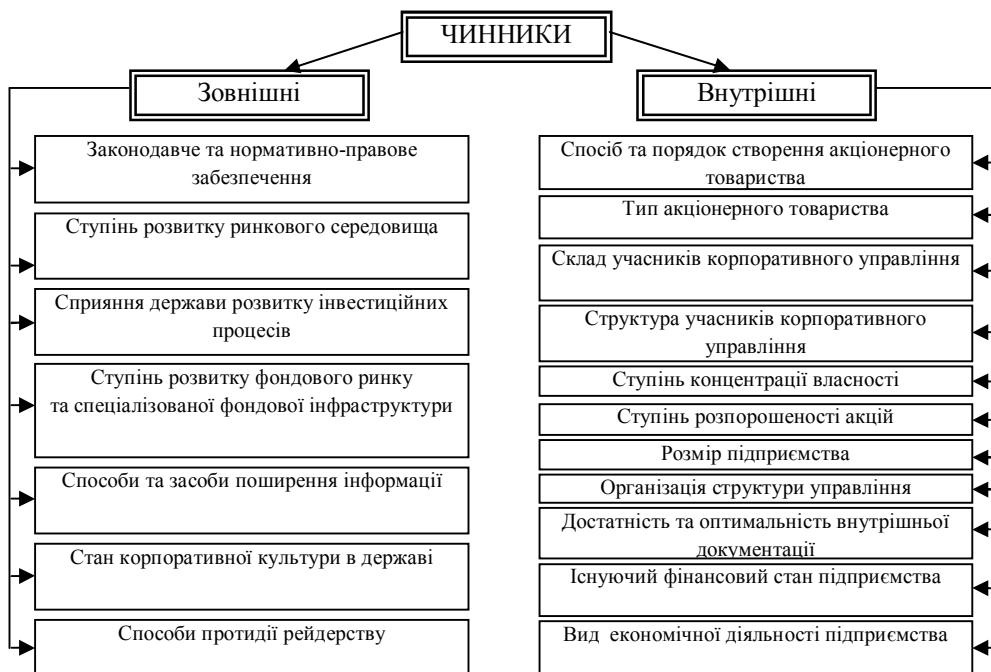 ЧИННИКИ
Зовнішні
Законодавче та нормативно-правове
забезпечення
Ступінь розвитку ринкового середовища
Сприяння держави розвитку інвестиційних
процесів
Ступінь розвитку фондового ринку
та спеціалізованої фондової інфраструктури
Способи та засоби поширення інформації
Стан корпоративної культури в державі
Способи протидії рейдерству
Внутрішні
Спосіб та порядок створення акціонерного
товариства
Тип акціонерного товариства
Склад учасників корпоративного управління
Структура учасників корпоративного
управління
Ступінь концентрації власності
Ступінь розпорошеності акцій
Розмір підприємства
Організація структури управління
Достатність та оптимальність внутрішньої
документації
Існуючий фінансовий стан підприємства
Вид економічної діяльності підприємства